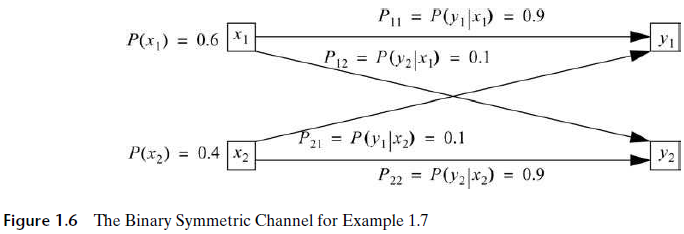 P₁₁ = P(y₁|x₁) = 0.9
P(x₁) = 0.6 x₁ y₁
P₁₂ = P(y₂|x₁) = 0.1
P₂₁ = P(y₁|x₂) = 0.1
P(x₂) = 0.4 x₂ y₂
P₂₂ = P(y₂|x₂) = 0.9
Figure 1.6 The Binary Symmetric Channel for Example 1.7